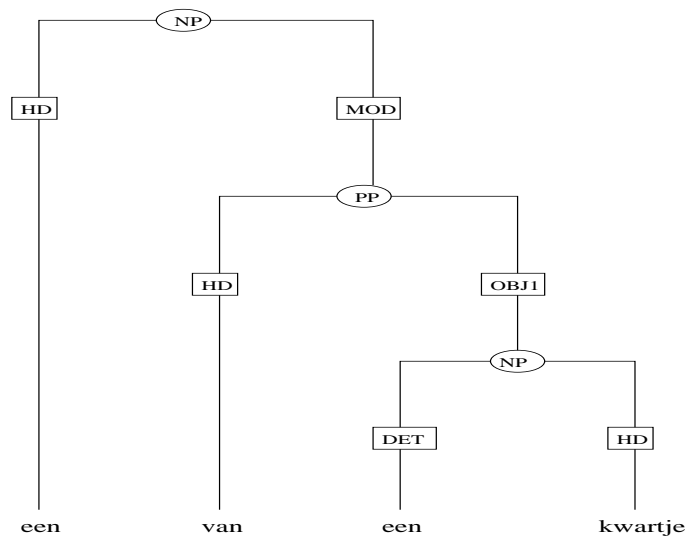 NP
HD MOD
PP
HD OBJ1
NP
DET HD
een van een kwartje